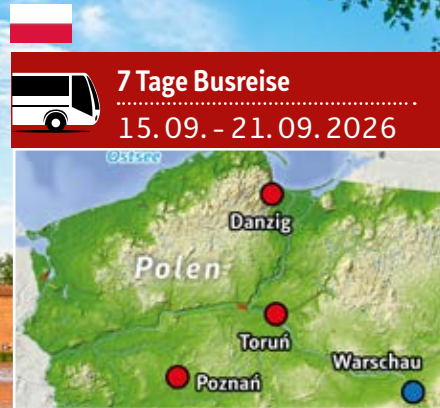 7 Tage Busreise
15. 09. - 21. 09. 2026
Ostsee
Danzig
Polen
Toruń
Warschau
Poznań